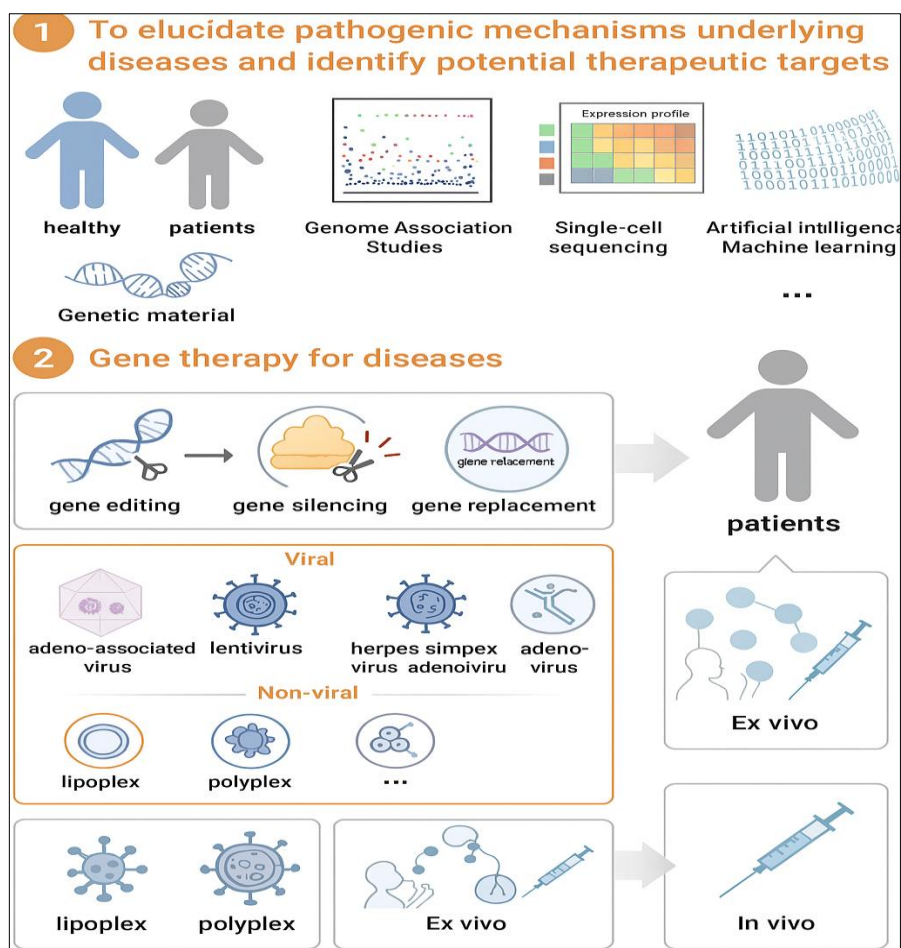 1 To elucidate pathogenic mechanisms underlying
diseases and identify potential therapeutic targets
healthy
patients
Genetic material
Genome Association
Studies
Expression profile
Single-cell
sequencing
110101101000000
Artificial intilligenca
Machine learning
...
2 Gene therapy for diseases
gene editing
gene silencing
glene relacement
gene replacement
patients
Viral
adeno-associated
virus
lentivirus
herpes simpex
virus adenoiviru
adeno-
virus
Non-viral
lipoplex
polyplex
...
Ex vivo
lipoplex
polyplex
Ex vivo
In vivo